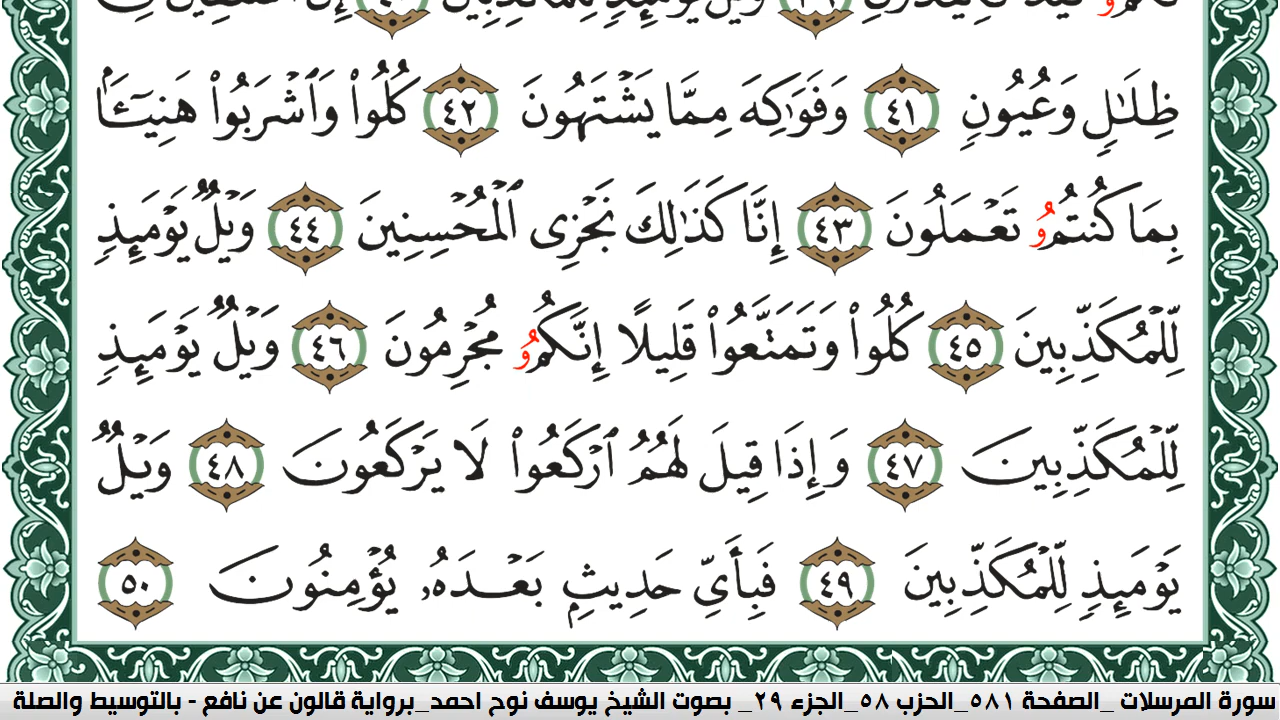 ظِلَٰلٖ وَعُيُونٖ ٤١ وَفَوَٰكِهَ مِمَّا يَشْتَهُونَ ٤٢ كُلُواْ وَاشْرَبُواْ هَنِيٓـَٔاَۢ
بِمَا كُنتُمُۥ تَعْمَلُونَ ٤٣ إِنَّا كَذَٰلِكَ نَجْزِى اَ۬لْمُحْسِنِينَ ٤٤ وَيْلٞ يَوْمَئِذٖ
لِّلْمُكَذِّبِينَ ٤٥ كُلُواْ وَتَمَتَّعُواْ قَلِيلًا إِنَّكُمُۥ مُجْرِمُونَ ٤٦ وَيْلٞ يَوْمَئِذٖ
لِّلْمُكَذِّبِينَ ٤٧ وَإِذَا قِيلَ لَهُمُ اُ۪رْكَعُواْ لَا يَرْكَعُونَ ٤٨ وَيْلٞ
يَوْمَئِذٖ لِّلْمُكَذِّبِينَ ٤٩ فَبِأَيِّ حَدِيثِۢ بَعْدَهُۥ يُؤْمِنُونَ ٥٠
سورة المرسلات _الصفحة ٥٨١_الحزب ٥٨_الجزء ٢٩_ بصوت الشيخ يوسف نوح احمد_برواية قالون عن نافع - بالتوسيط والصلة